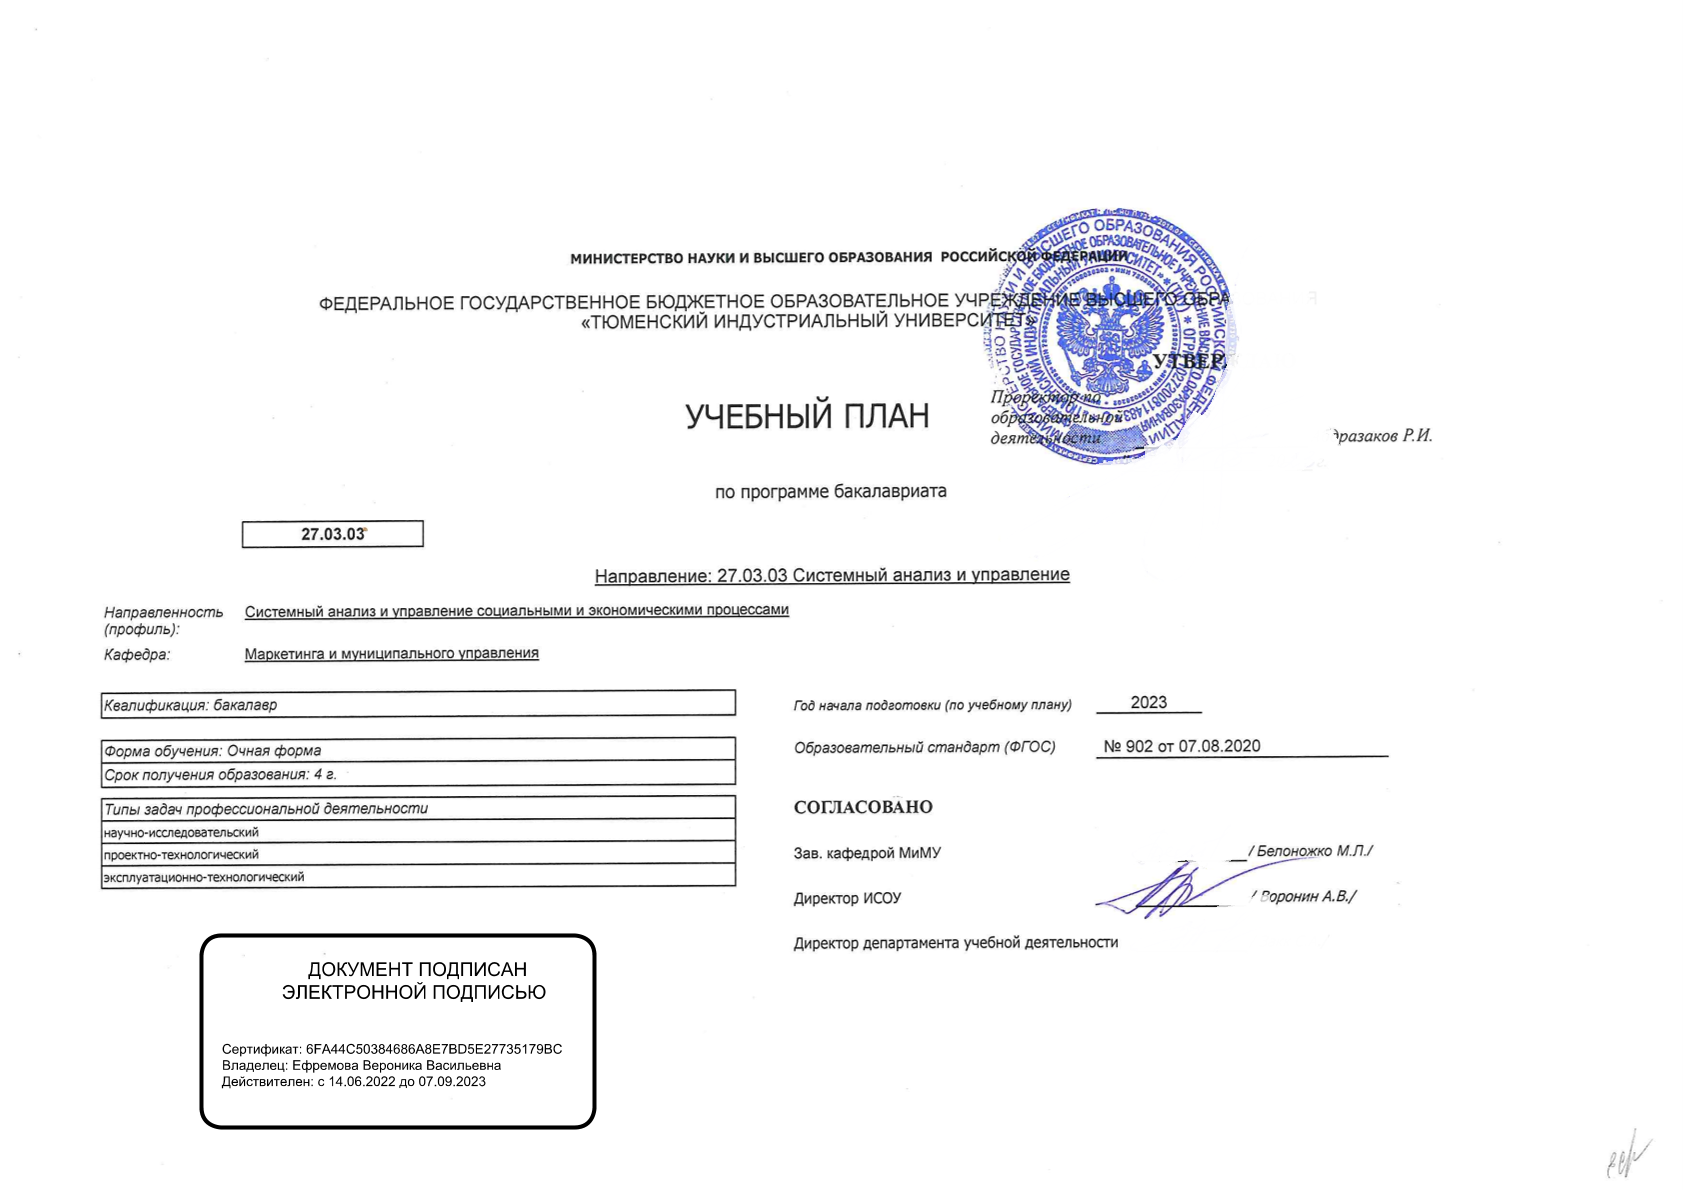 МИНИСТЕРСТВО НАУКИ И ВЫСШЕГО ОБРАЗОВАНИЯ РОССИЙСКОЙ ФЕДЕРАЦИИ
ФЕДЕРАЛЬНОЕ ГОСУДАРСТВЕННОЕ БЮДЖЕТНОЕ ОБРАЗОВАТЕЛЬНОЕ УЧРЕЖДЕНИЕ ВЫСШЕГО ОБРА
«ТЮМЕНСКИЙ ИНДУСТРИАЛЬНЫЙ УНИВЕРСИТЕТ»
УТВЕР
УЧЕБНЫЙ ПЛАН
Проректор по
образовательной
деятельности
дразаков Р.И.
по программе бакалавриата
27.03.03
Направление: 27.03.03 Системный анализ и управление
Направленность (профиль): Системный анализ и управление социальными и экономическими процессами
Кафедра: Маркетинга и муниципального управления
Квалификация: бакалавр
Форма обучения: Очная форма
Срок получения образования: 4 г.
Типы задач профессиональной деятельности
научно-исследовательский
проектно-технологический
эксплуатационно-технологический
Год начала подготовки (по учебному плану) 2023
Образовательный стандарт (ФГОС) № 902 от 07.08.2020
СОГЛАСОВАНО
Зав. кафедрой МиМУ / Белоножко М.Л./
Директор ИСОУ / Воронин А.В./
Директор департамента учебной деятельности
ДОКУМЕНТ ПОДПИСАН
ЭЛЕКТРОННОЙ ПОДПИСЬЮ
Сертификат: 6FA44C50384686A8E7BD5E27735179BC
Владелец: Ефремова Вероника Васильевна
Действителен: с 14.06.2022 до 07.09.2023